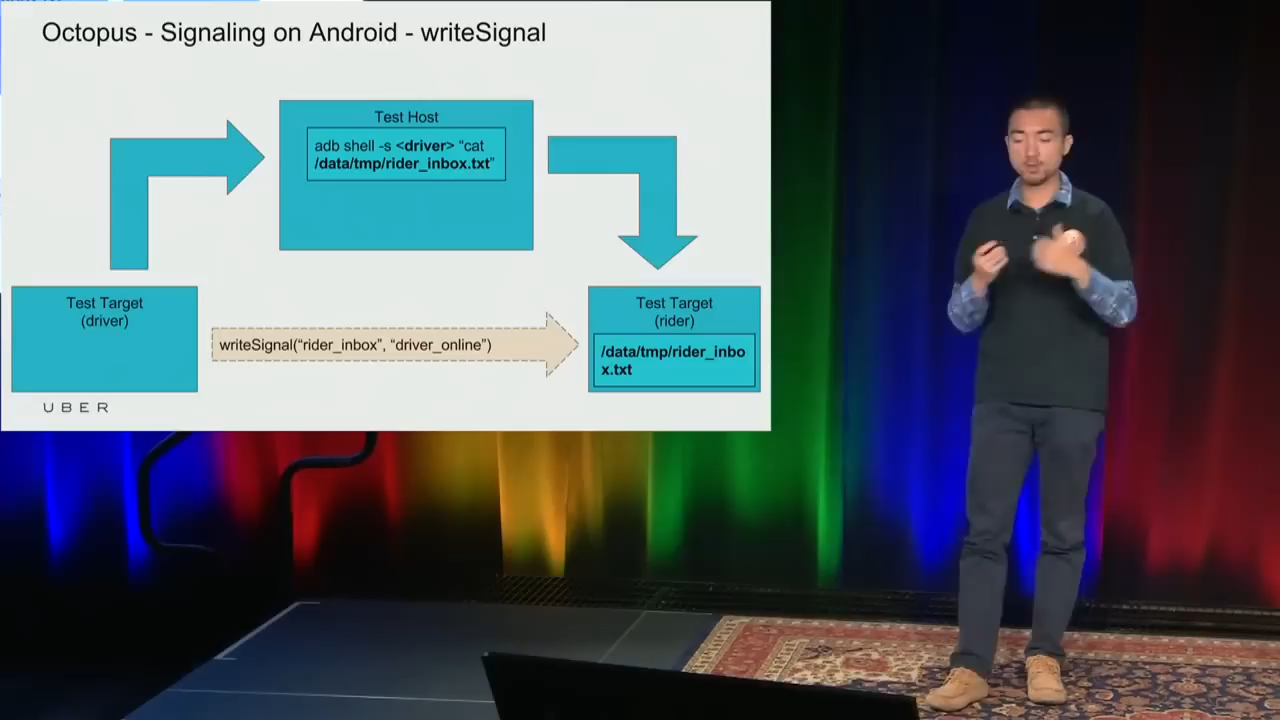 Octopus - Signaling on Android - writeSignal
Test Host
adb shell -s <driver> “cat
/data/tmp/rider_inbox.txt”
Test Target
(driver)
writeSignal(“rider_inbox”, “driver_online”)
Test Target
(rider)
/data/tmp/rider_inbo
x.txt
UBER